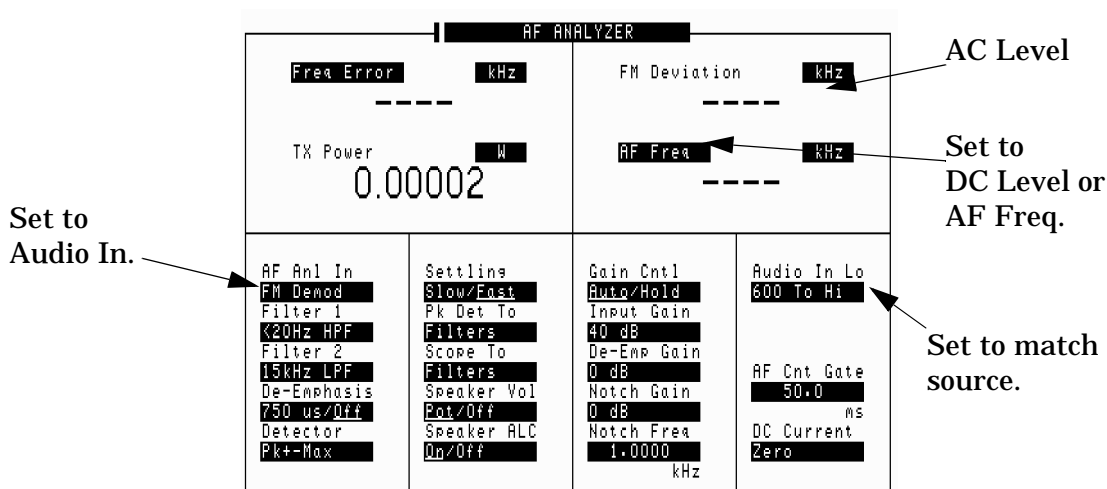 AF ANALYZER
Freq Error kHz
FM Deviation kHz
AC Level
----
----
TX Power W
0.00002
AF Freq kHz
----
Set to
DC Level or
AF Freq.
Set to
Audio In.
AF Anl In
FM Demod
Filter 1
<20Hz HPF
Filter 2
15kHz LPF
De-Emphasis
750 us/Off
Detector
Pk+-Max
Settling
Slow/Fast
Pk Det To
Filters
Scope To
Filters
Speaker Vol
Pot/Off
Speaker ALC
On/Off
Gain Cntl
Auto/Hold
Input Gain
40 dB
De-Emp Gain
0 dB
Notch Gain
0 dB
Notch Freq
1.0000
kHz
Audio In Lo
600 To Hi
AF Cnt Gate
50.0
ms
DC Current
Zero
Set to match
source.